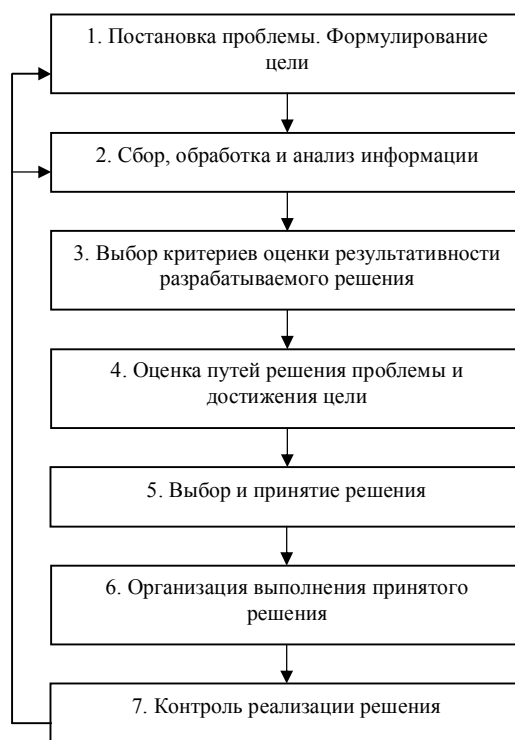 1. Постановка проблемы. Формулирование
цели
2. Сбор, обработка и анализ информации
3. Выбор критериев оценки результативности
разрабатываемого решения
4. Оценка путей решения проблемы и
достижения цели
5. Выбор и принятие решения
6. Организация выполнения принятого
решения
7. Контроль реализации решения